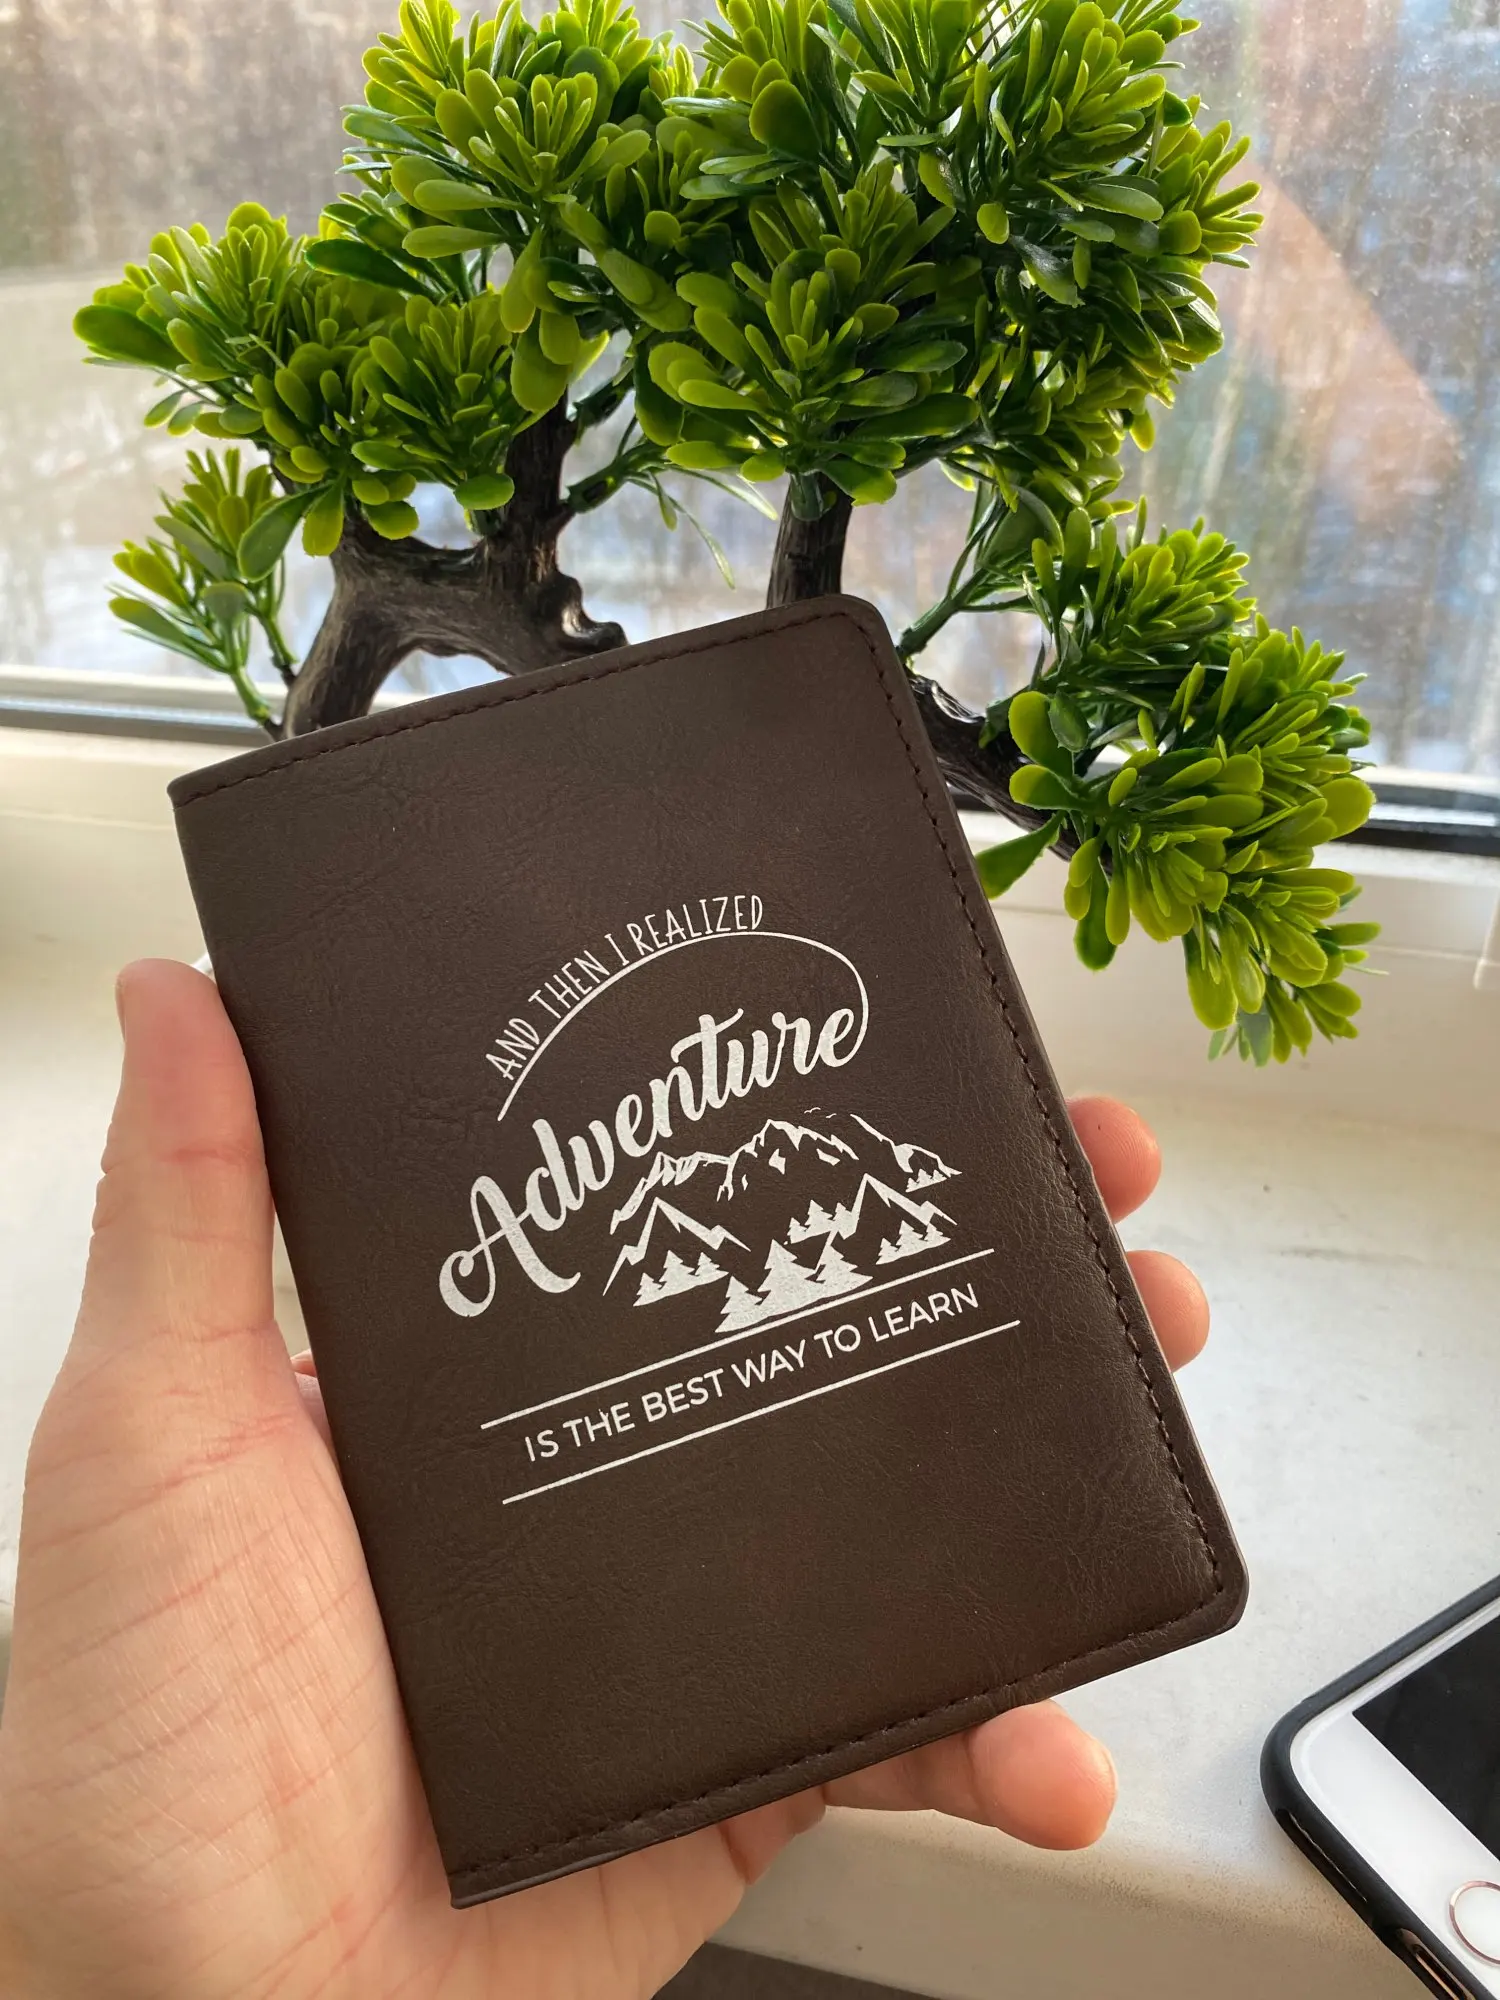 AND THEN I REALIZED
Adventure
IS THE BEST WAY TO LEARN